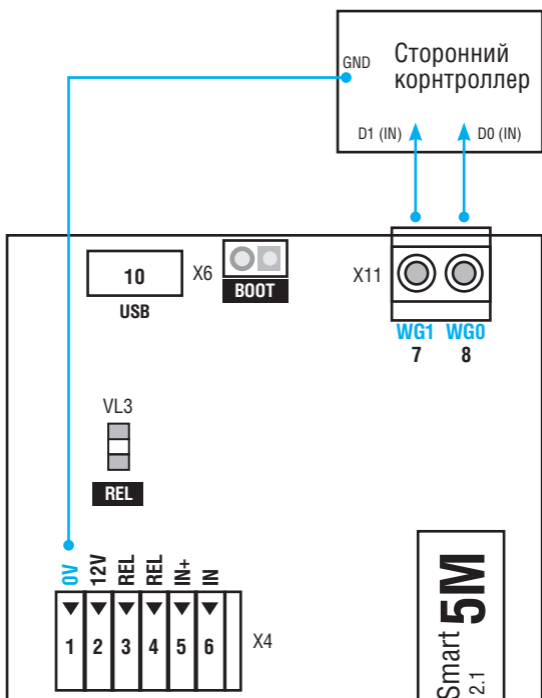 GND
Сторонний
корнтроллер
D1 (IN)
D0 (IN)
10
USB
X6
BOOT
X11
WG1 WG0
7 8
VL3
REL
0V 12V REL REL IN+ IN
1 2 3 4 5 6
X4
Smart 5M
2.1